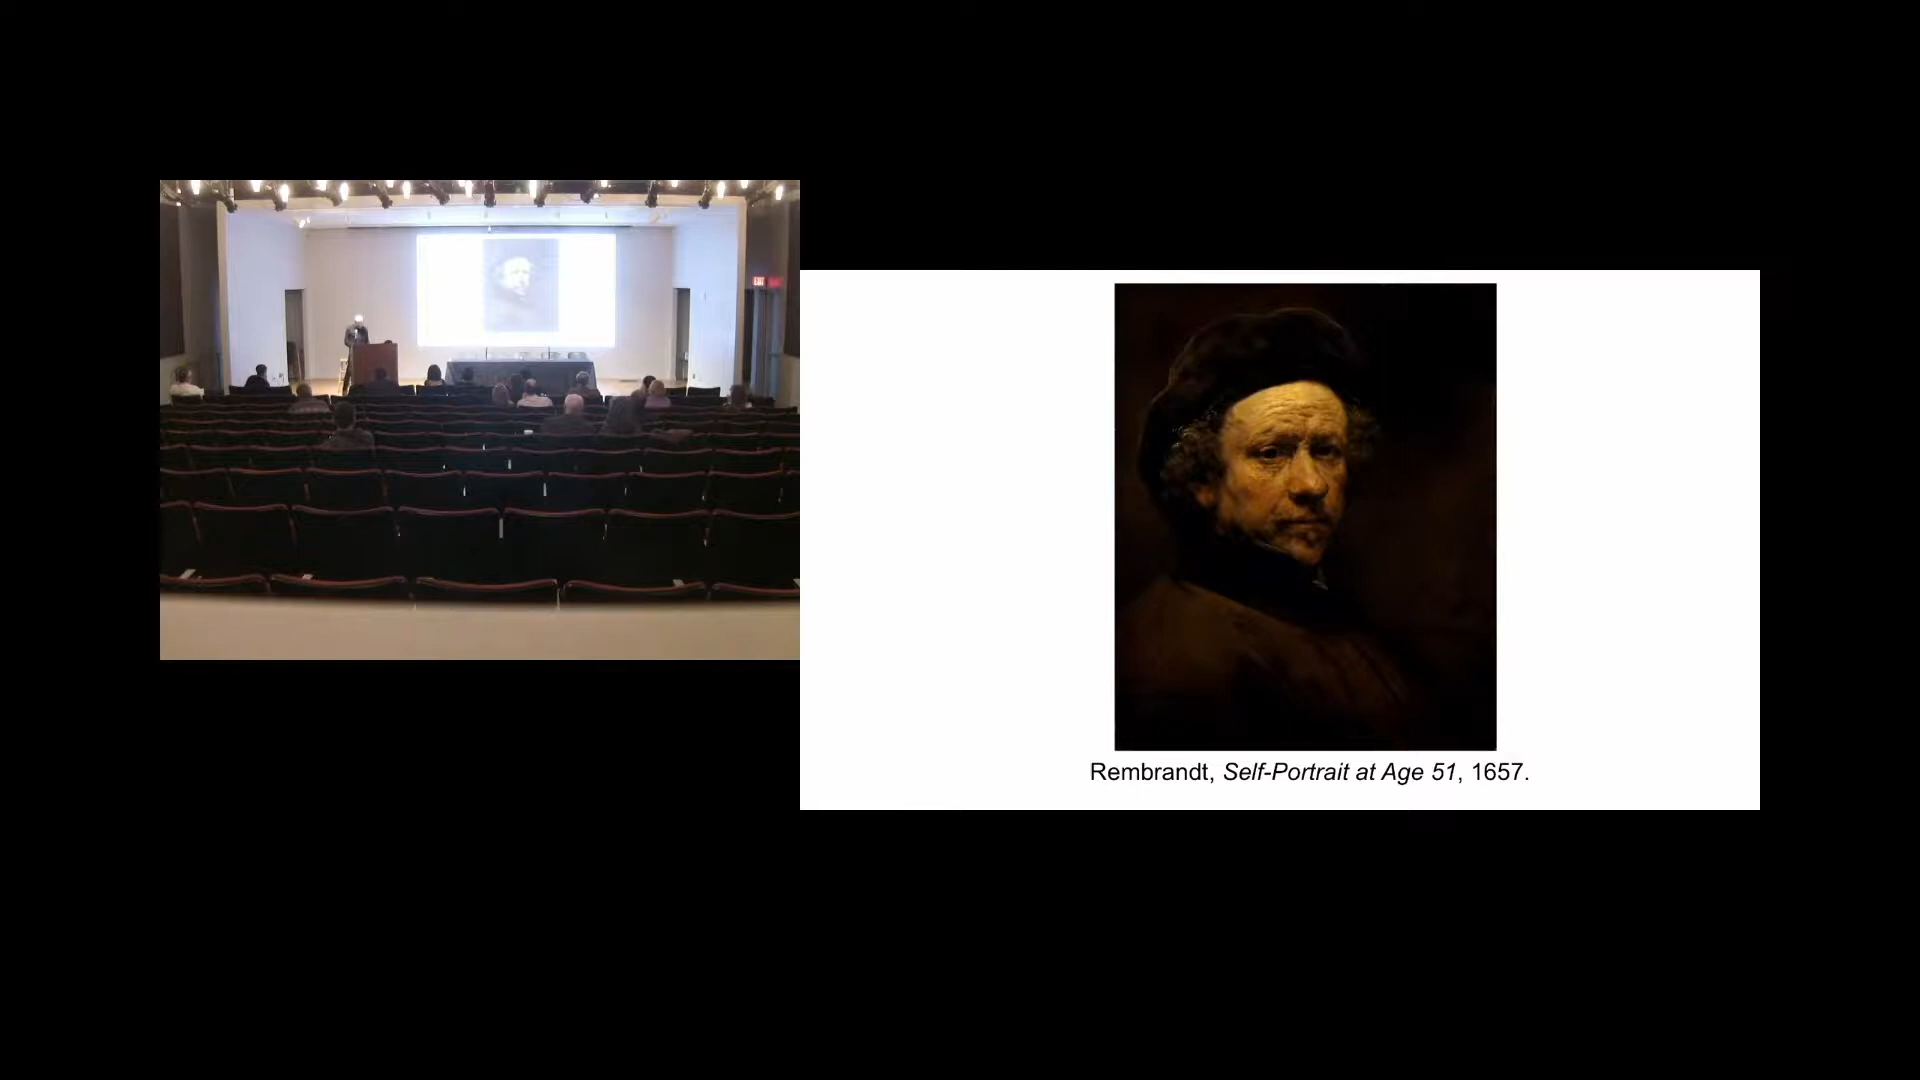 Rembrandt, Self-Portrait at Age 51, 1657.